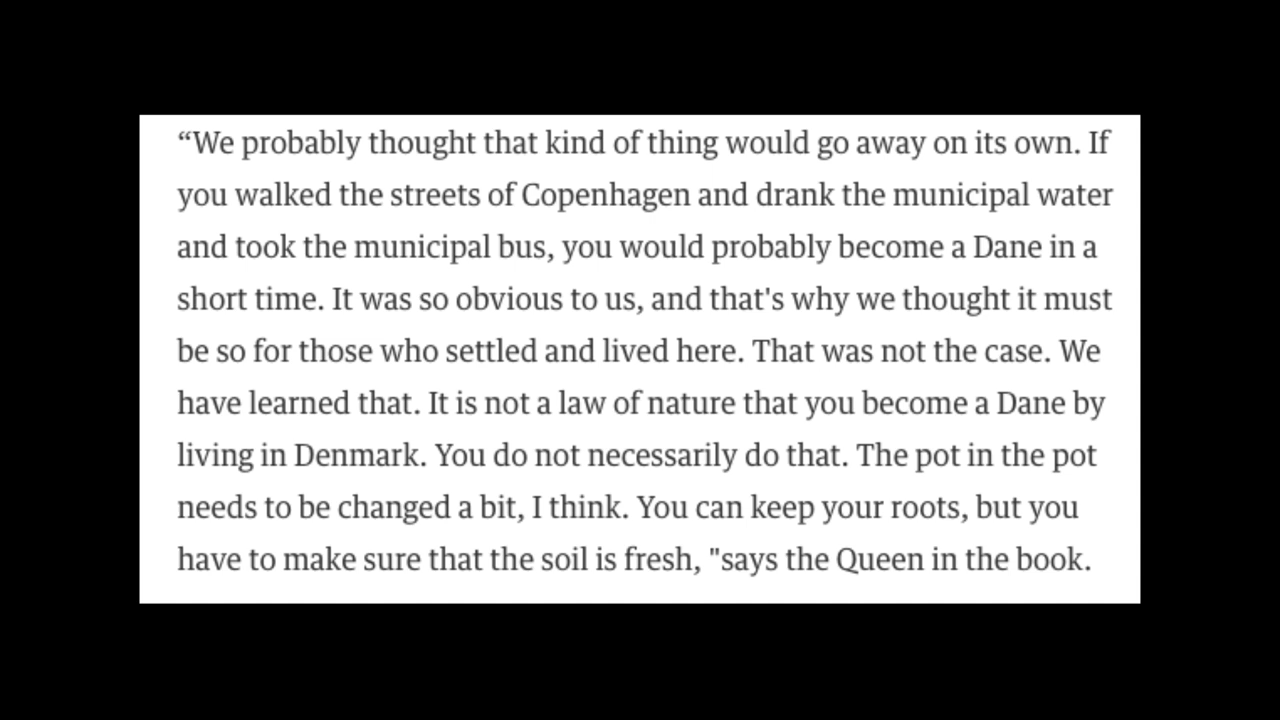 “We probably thought that kind of thing would go away on its own. If
you walked the streets of Copenhagen and drank the municipal water
and took the municipal bus, you would probably become a Dane in a
short time. It was so obvious to us, and that's why we thought it must
be so for those who settled and lived here. That was not the case. We
have learned that. It is not a law of nature that you become a Dane by
living in Denmark. You do not necessarily do that. The pot in the pot
needs to be changed a bit, I think. You can keep your roots, but you
have to make sure that the soil is fresh, "says the Queen in the book.